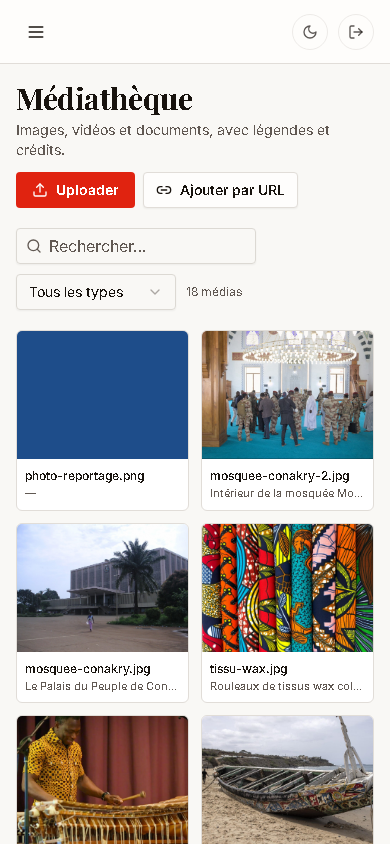 Médiathèque
Images, vidéos et documents, avec légendes et
crédits.
Uploader
Ajouter par URL
Rechercher...
Tous les types
18 médias
photo-reportage.png
—
mosquee-conakry-2.jpg
Intérieur de la mosquée Mo...
mosquee-conakry.jpg
Le Palais du Peuple de Con...
tissu-wax.jpg
Rouleaux de tissus wax col...